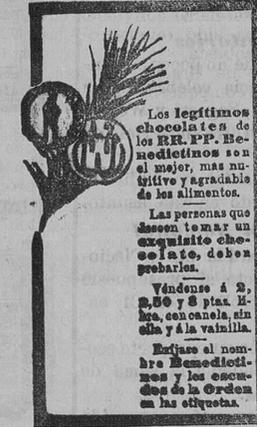 Los legítimos
chocolates de
los RR. PP. Be-
nedictinos son
el mejor, más nu-
tritivo y agradable
de los alimentos.
Las personas que
deseen tomar un
exquisito cho-
colate, deben
probarlos.
Véndense á 2,
2,50 y 3 ptas. li-
bra, con canela, sin
ella y á la vainilla.
Exíjase el nom-
bre Benedicti-
nos y los escu-
dos de la Orden
en las etiquetas.